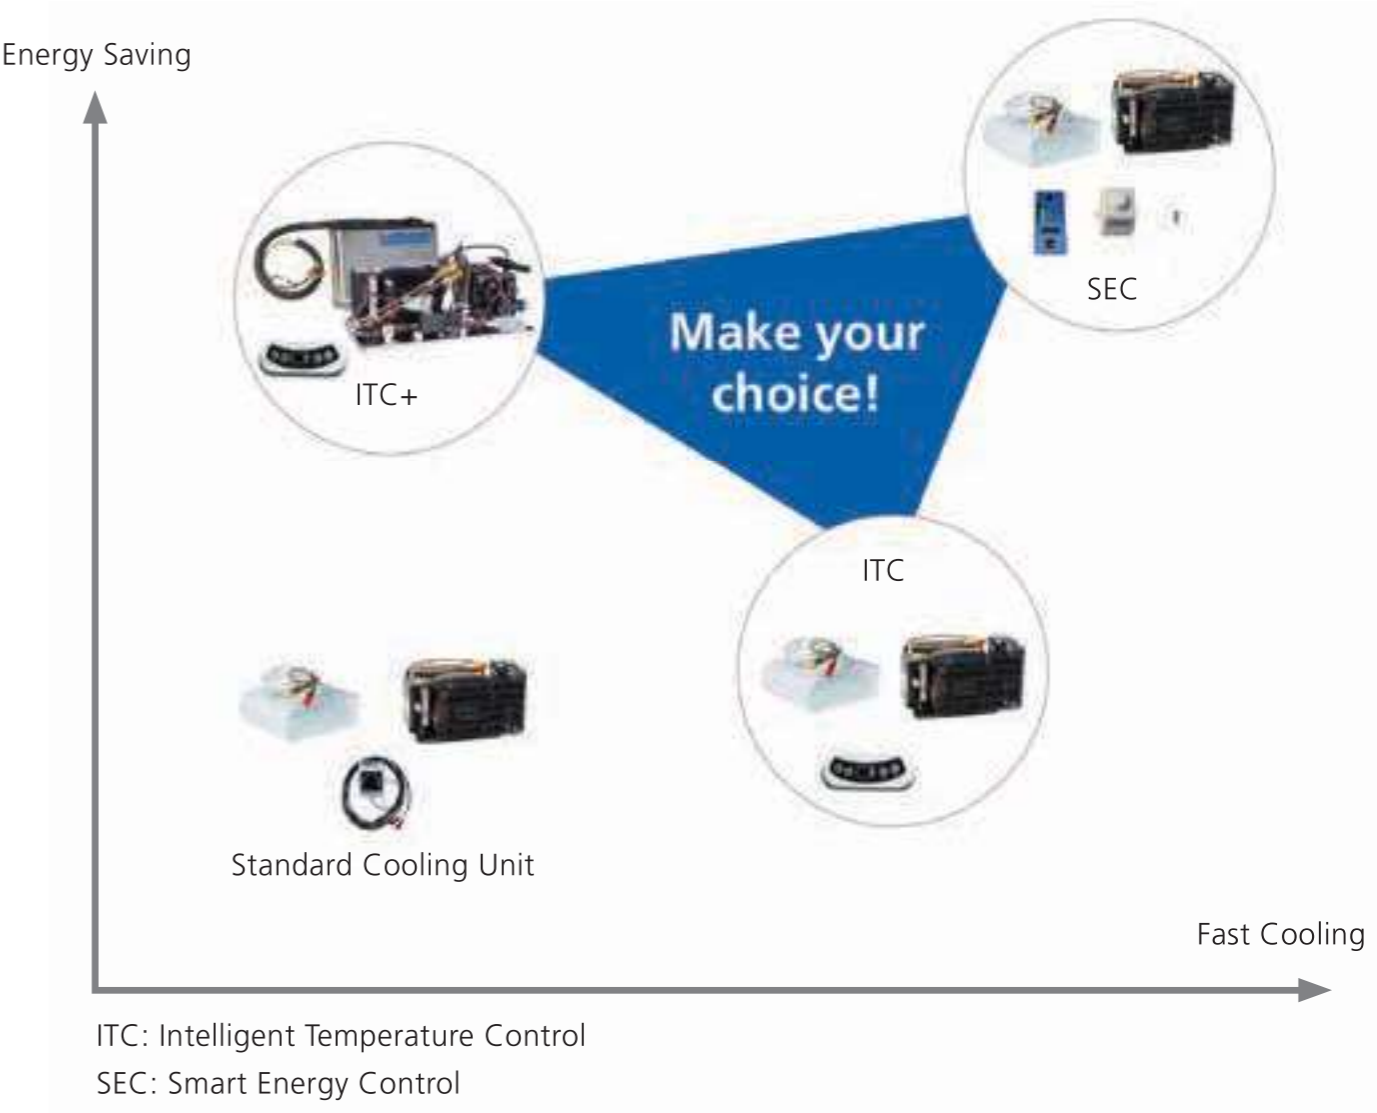 Energy Saving
SEC
Make your
choice!
ITC+
ITC
Standard Cooling Unit
Fast Cooling
ITC: Intelligent Temperature Control
SEC: Smart Energy Control